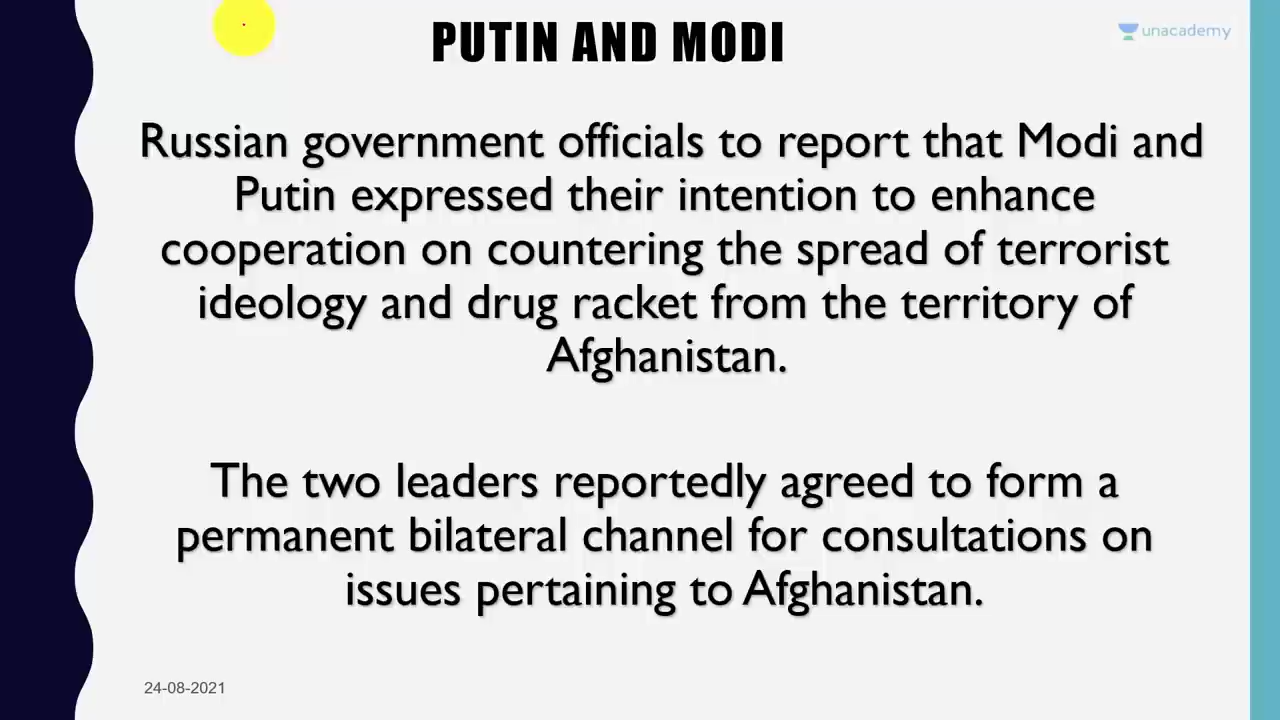 PUTIN AND MODI
unacademy
Russian government officials to report that Modi and
Putin expressed their intention to enhance
cooperation on countering the spread of terrorist
ideology and drug racket from the territory of
Afghanistan.
The two leaders reportedly agreed to form a
permanent bilateral channel for consultations on
issues pertaining to Afghanistan.
24-08-2021